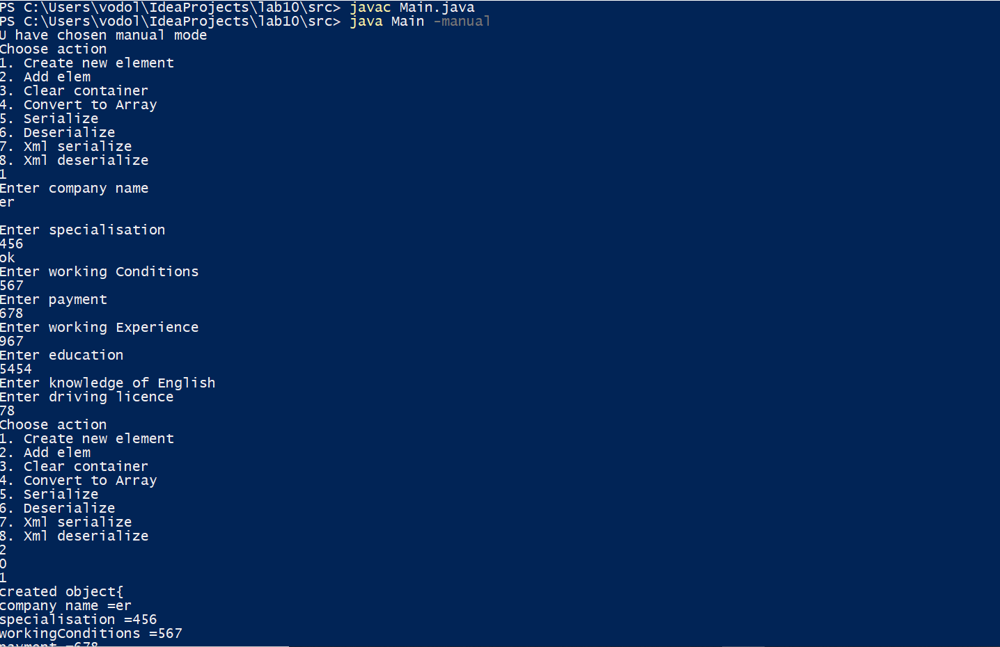 PS C:\Users\vodol\IdeaProjects\lab10\src> javac Main.java
PS C:\Users\vodol\IdeaProjects\lab10\src> java Main -manual
U have chosen manual mode
Choose action
1. Create new element
2. Add elem
3. Clear container
4. Convert to Array
5. Serialize
6. Deserialize
7. Xml serialize
8. Xml deserialize
1
Enter company name
er
Enter specialisation
456
ok
Enter working Conditions
567
Enter payment
678
Enter working Experience
967
Enter education
5454
Enter knowledge of English
Enter driving licence
78
Choose action
1. Create new element
2. Add elem
3. Clear container
4. Convert to Array
5. Serialize
6. Deserialize
7. Xml serialize
8. Xml deserialize
2
0
1
created object{
company name =er
specialisation =456
workingConditions =567
payment =678